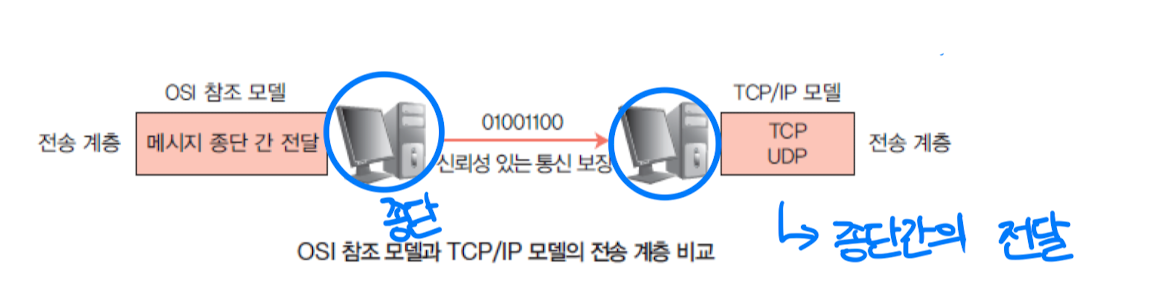 OSI 참조 모델
TCP/IP 모델
전송 계층
메시지 종단 간 전달
01001100
신뢰성 있는 통신 보장
TCP
UDP
전송 계층
종단
↳ 종단간의 전달
OSI 참조 모델과 TCP/IP 모델의 전송 계층 비교